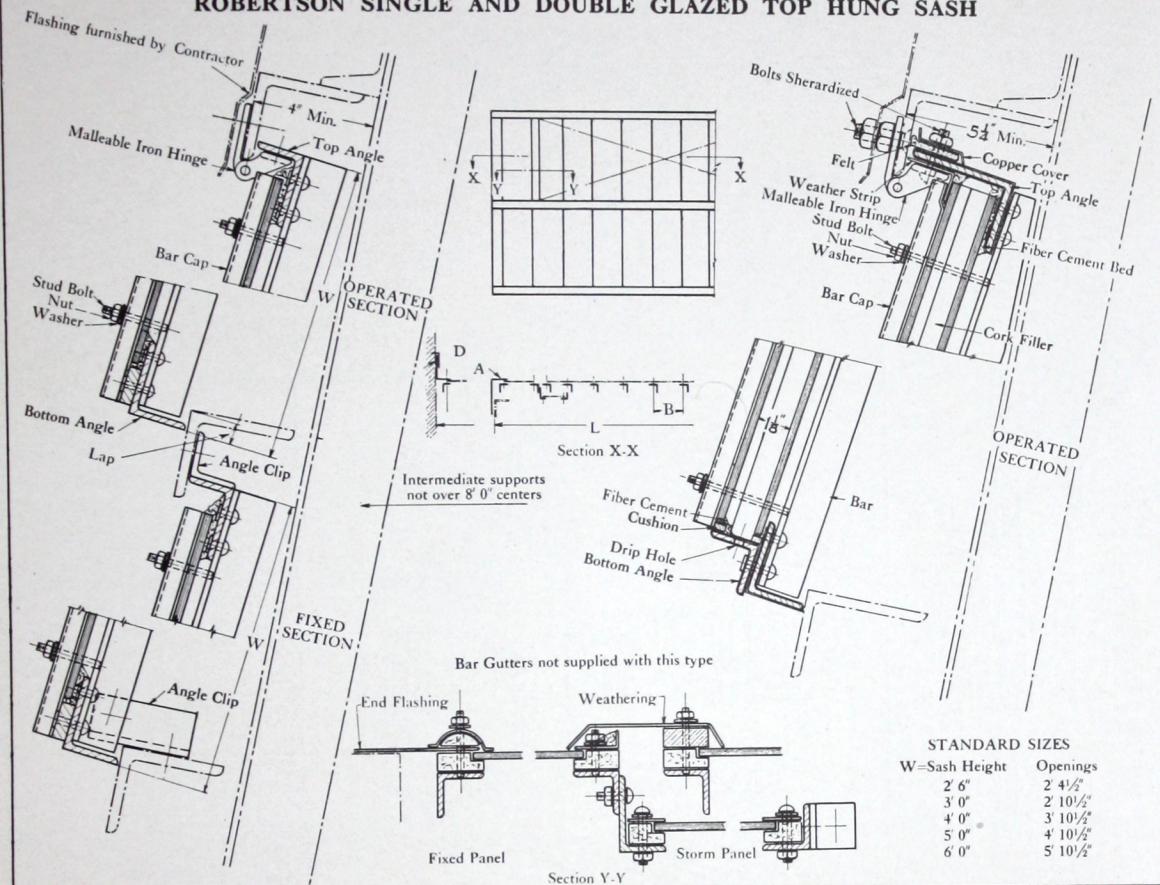 ROBERTSON SINGLE AND DOUBLE GLAZED TOP HUNG SASH
Flashing furnished by Contractor
4" Min.
Malleable Iron Hinge
Top Angle
Bar Cap
Stud Bolt
Nut
Washer
W
OPERATED
SECTION
Bottom Angle
Lap
Angle Clip
FIXED
SECTION
W
Angle Clip
X
Y
Y
X
D
A
B
L
Section X-X
Intermediate supports
not over 8' 0" centers
Bolts Sherardized
Min.
Felt
Copper Cover
Weather Strip
Top Angle
Malleable Iron Hinge
Stud Bolt
Nut
Washer
Fiber Cement Bed
Bar Cap
Cork Filler
OPERATED
SECTION
Bar
Fiber Cement
Cushion
Drip Hole
Bottom Angle
Bar Gutters not supplied with this type
End Flashing
Weathering
Fixed Panel
Storm Panel
Section Y-Y
STANDARD SIZES
W=Sash Height Openings
2' 6" 2' 4½"
3' 0" 2' 10½"
4' 0" 3' 10½"
5' 0" 4' 10½"
6' 0" 5' 10½"